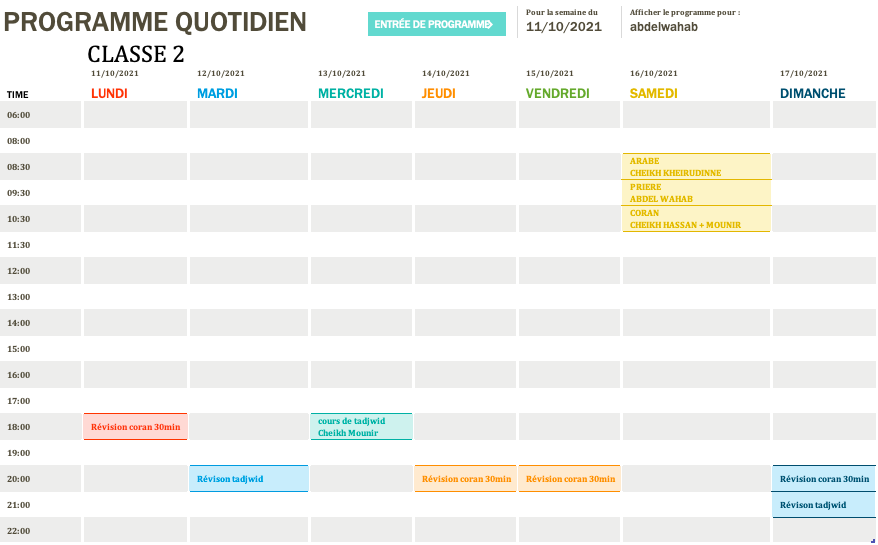 PROGRAMME QUOTIDIEN
ENTRÉE DE PROGRAMME
Pour la semaine du
11/10/2021
Afficher le programme pour :
abdelwahab
CLASSE 2
11/10/2021 12/10/2021 13/10/2021 14/10/2021 15/10/2021 16/10/2021 17/10/2021
TIME LUNDI MARDI MERCREDI JEUDI VENDREDI SAMEDI DIMANCHE
06:00
08:00
08:30 ARABE
CHEIKH KHEIRUDINNE
09:30 PRIERE
ABDEL WAHAB
10:30 CORAN
CHEIKH HASSAN + MOUNIR
11:30
12:00
13:00
14:00
15:00
16:00
17:00
18:00 Révision coran 30min cours de tadjwid
Cheikh Mounir
19:00
20:00 Révison tadjwid Révision coran 30min Révision coran 30min Révision coran 30min
21:00 Révison tadjwid
22:00